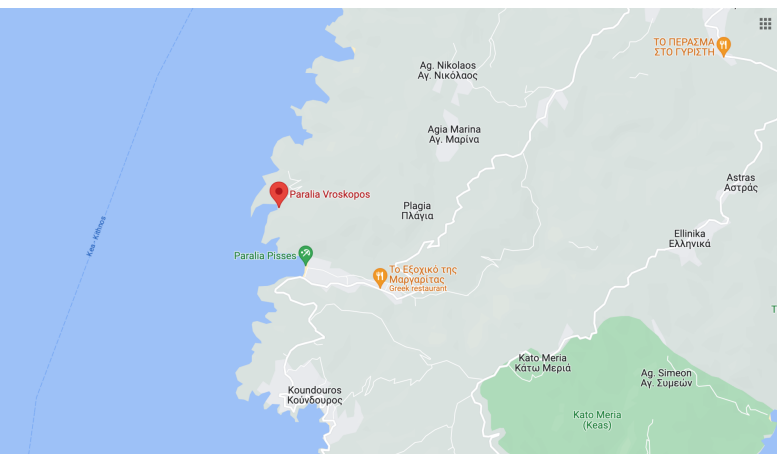 ΤΟ ΠΕΡΑΣΜΑ
ΣΤΟ ΓΥΡΙΣΤΗ
Ag. Nikolaos
Αγ. Νικόλαος
Agia Marina
Αγ. Μαρίνα
Astras
Αστράς
Paralia Vroskopos
Plagia
Πλάγια
Kea - Kithnos
Ellinika
Ελληνικά
Paralia Pisses
Το Εξοχικό της
Μαργαρίτας
Greek restaurant
Kato Meria
Κάτω Μεριά
Ag. Simeon
Αγ. Συμεών
Koundouros
Κούνδουρος
Kato Meria
(Keas)